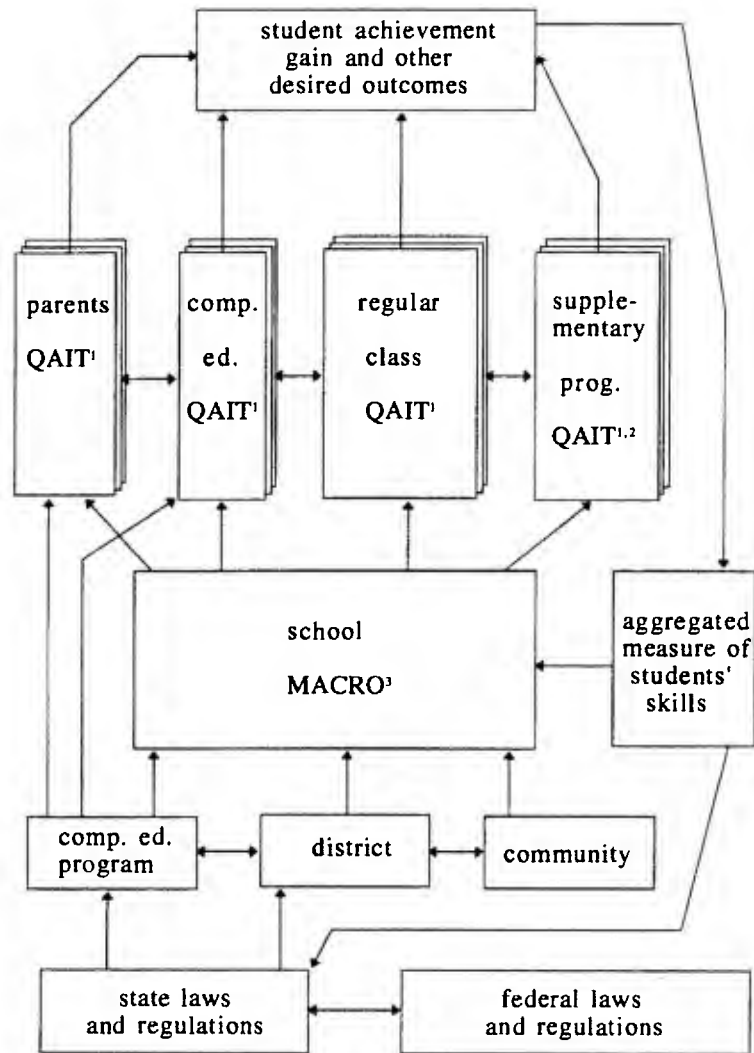 student achievement
gain and other
desired outcomes
parents
QAIT¹
comp.
ed.
QAIT¹
regular
class
QAIT¹
supple-
mentary
prog.
QAIT¹,²
school
MACRO³
aggregated
measure of
students'
skills
comp. ed.
program
district
community
state laws
and regulations
federal laws
and regulations